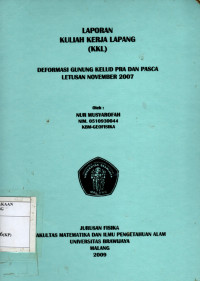 LAPORAN
KULIAH KERJA LAPANG
(KKL)
DEFORMASI GUNUNG KELUD PRA DAN PASCA
LETUSAN NOVEMBER 2007
Oleh :
NUR MUSYAROFAH
NIM. 0510930044
KBM-GEOFISIKA
JURUSAN FISIKA
FAKULTAS MATEMATIKA DAN ILMU PENGETAHUAN ALAM
UNIVERSITAS BRAWIJAYA
MALANG
2009